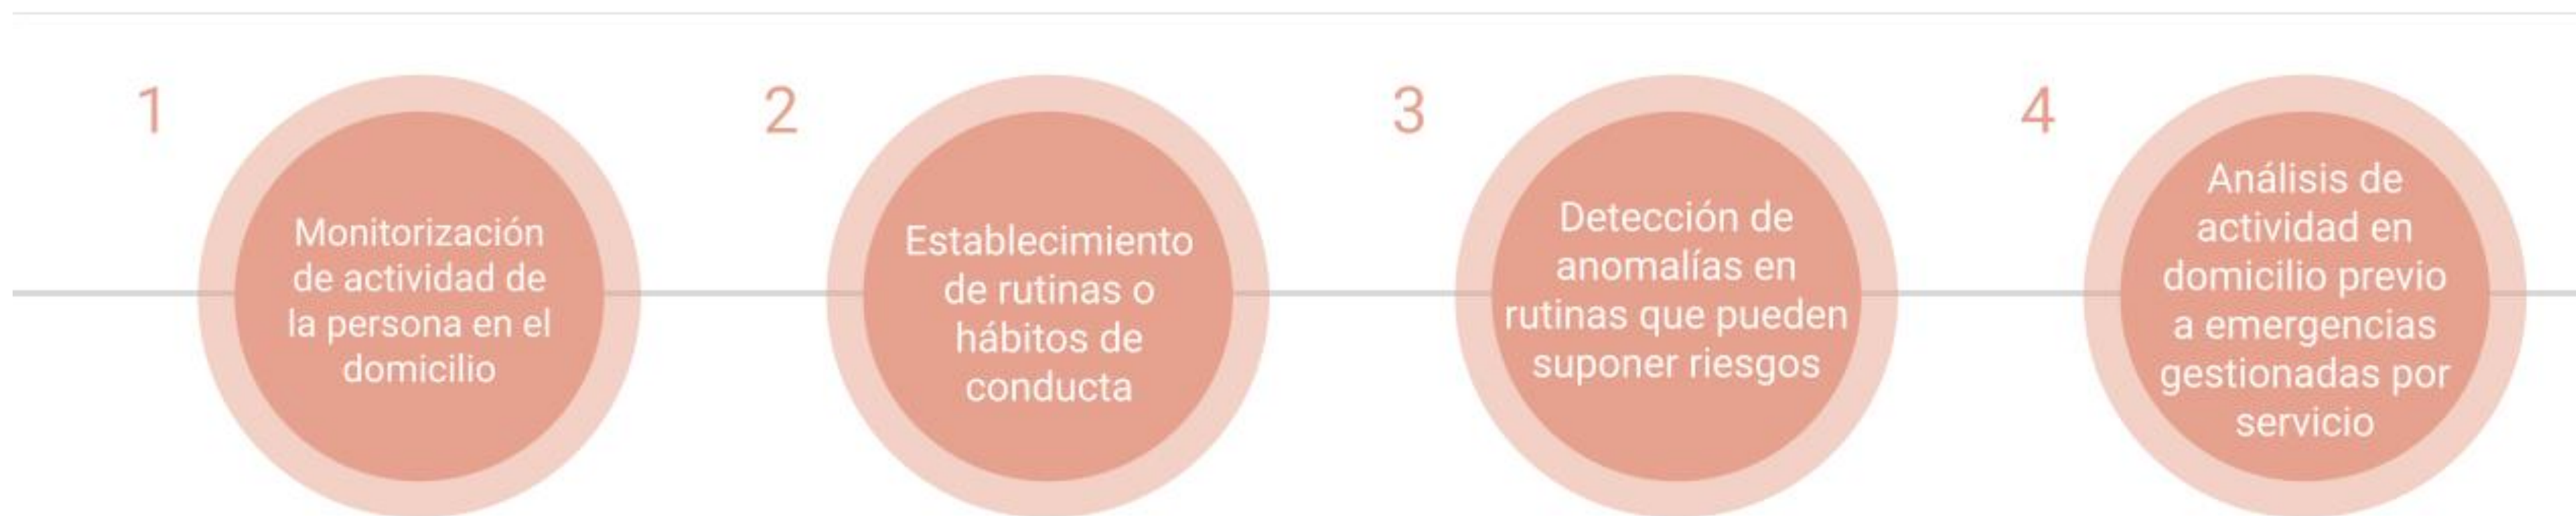 1
Monitorización
de actividad de
la persona en el
domicilio
2
Establecimiento
de rutinas o
hábitos de
conducta
3
Detección de
anomalías en
rutinas que pueden
suponer riesgos
4
Análisis de
actividad en
domicilio previo
a emergencias
gestionadas por
servicio